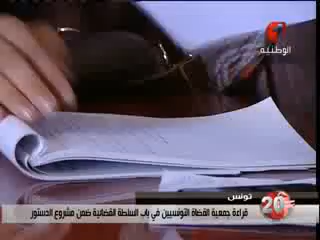 الوطنية
تونس
20
قراءة جمعية القضاة التونسيين في باب السلطة القضائية ضمن مشروع الدستور